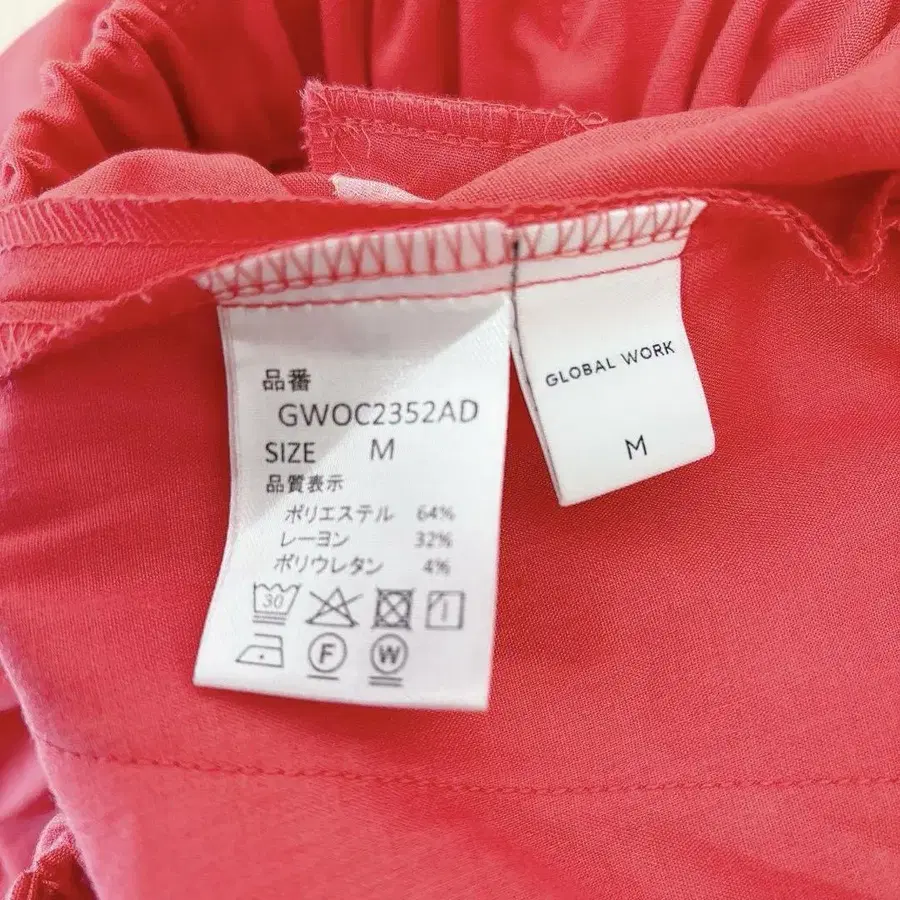 品番
GWOC2352AD
SIZE M
品質表示
ポリエステル 64%
レーヨン 32%
ポリウレタン 4%
30
F
W
GLOBAL WORK
M